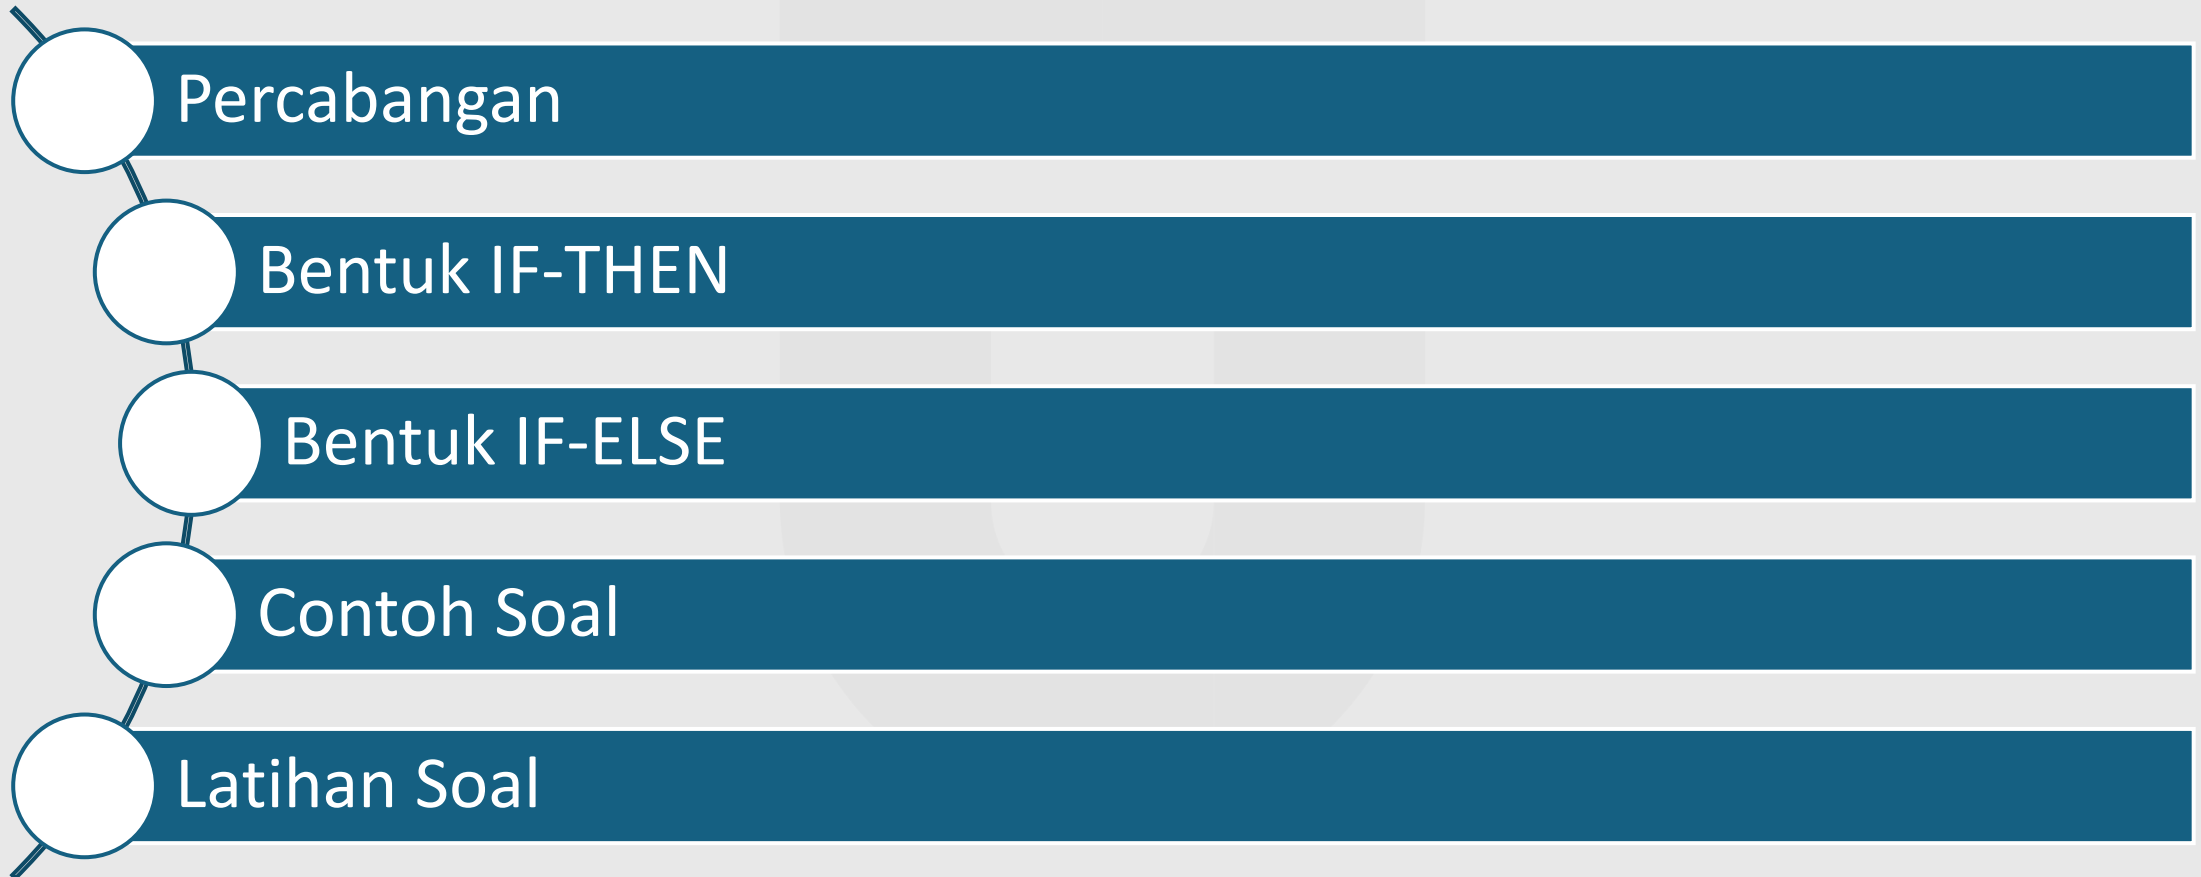 Percabangan
Bentuk IF-THEN
Bentuk IF-ELSE
Contoh Soal
Latihan Soal